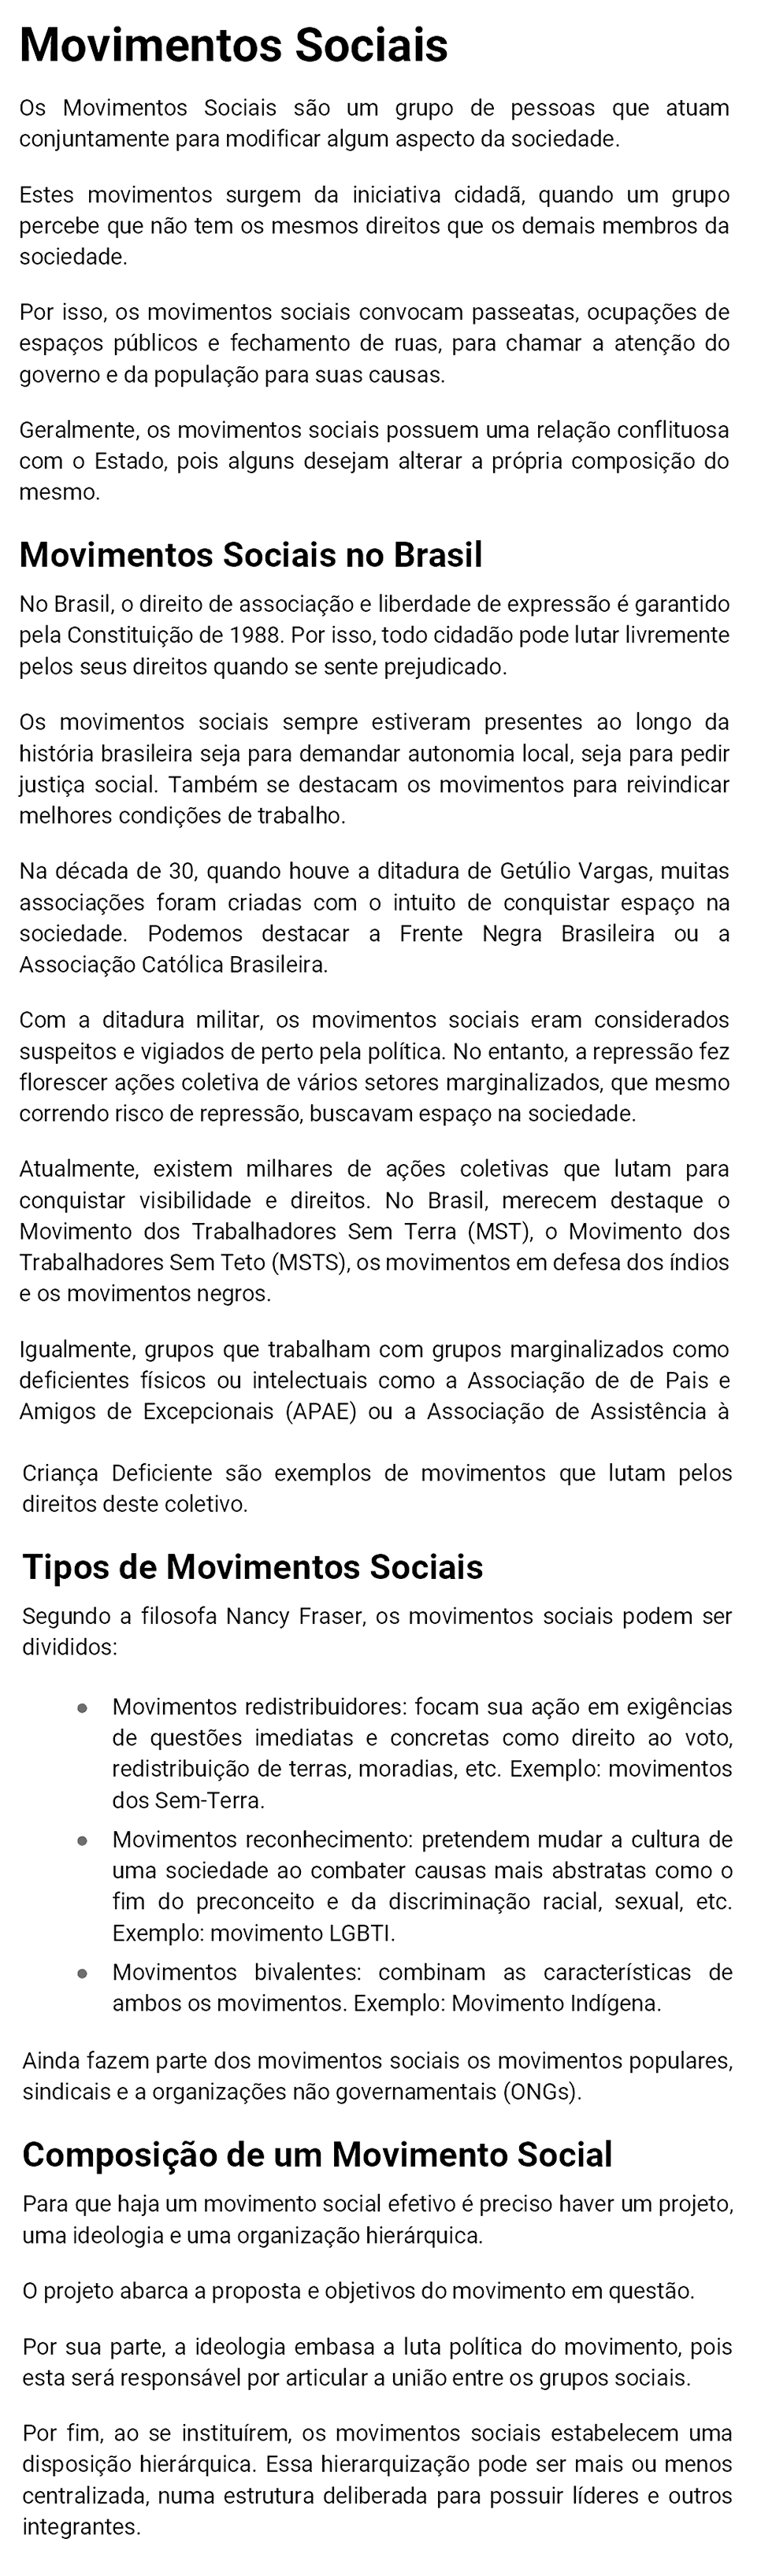 Movimentos Sociais
Os Movimentos Sociais são um grupo de pessoas que atuam
conjuntamente para modificar algum aspecto da sociedade.
Estes movimentos surgem da iniciativa cidadã, quando um grupo
percebe que não tem os mesmos direitos que os demais membros da
sociedade.
Por isso, os movimentos sociais convocam passeatas, ocupações de
espaços públicos e fechamento de ruas, para chamar a atenção do
governo e da população para suas causas.
Geralmente, os movimentos sociais possuem uma relação conflituosa
com o Estado, pois alguns desejam alterar a própria composição do
mesmo.
Movimentos Sociais no Brasil
No Brasil, o direito de associação e liberdade de expressão é garantido
pela Constituição de 1988. Por isso, todo cidadão pode lutar livremente
pelos seus direitos quando se sente prejudicado.
Os movimentos sociais sempre estiveram presentes ao longo da
história brasileira seja para demandar autonomia local, seja para pedir
justiça social. Também se destacam os movimentos para reivindicar
melhores condições de trabalho.
Na década de 30, quando houve a ditadura de Getúlio Vargas, muitas
associações foram criadas com o intuito de conquistar espaço na
sociedade. Podemos destacar a Frente Negra Brasileira ou a
Associação Católica Brasileira.
Com a ditadura militar, os movimentos sociais eram considerados
suspeitos e vigiados de perto pela política. No entanto, a repressão fez
florescer ações coletiva de vários setores marginalizados, que mesmo
correndo risco de repressão, buscavam espaço na sociedade.
Atualmente, existem milhares de ações coletivas que lutam para
conquistar visibilidade e direitos. No Brasil, merecem destaque o
Movimento dos Trabalhadores Sem Terra (MST), o Movimento dos
Trabalhadores Sem Teto (MSTS), os movimentos em defesa dos índios
e os movimentos negros.
Igualmente, grupos que trabalham com grupos marginalizados como
deficientes físicos ou intelectuais como a Associação de de Pais e
Amigos de Excepcionais (APAE) ou a Associação de Assistência à
Criança Deficiente são exemplos de movimentos que lutam pelos
direitos deste coletivo.
Tipos de Movimentos Sociais
Segundo a filosofa Nancy Fraser, os movimentos sociais podem ser
divididos:
● Movimentos redistribuidores: focam sua ação em exigências
de questões imediatas e concretas como direito ao voto,
redistribuição de terras, moradias, etc. Exemplo: movimentos
dos Sem-Terra.
● Movimentos reconhecimento: pretendem mudar a cultura de
uma sociedade ao combater causas mais abstratas como o
fim do preconceito e da discriminação racial, sexual, etc.
Exemplo: movimento LGBTI.
● Movimentos bivalentes: combinam as características de
ambos os movimentos. Exemplo: Movimento Indígena.
Ainda fazem parte dos movimentos sociais os movimentos populares,
sindicais e a organizações não governamentais (ONGs).
Composição de um Movimento Social
Para que haja um movimento social efetivo é preciso haver um projeto,
uma ideologia e uma organização hierárquica.
O projeto abarca a proposta e objetivos do movimento em questão.
Por sua parte, a ideologia embasa a luta política do movimento, pois
esta será responsável por articular a união entre os grupos sociais.
Por fim, ao se instituírem, os movimentos sociais estabelecem uma
disposição hierárquica. Essa hierarquização pode ser mais ou menos
centralizada, numa estrutura deliberada para possuir líderes e outros
integrantes.